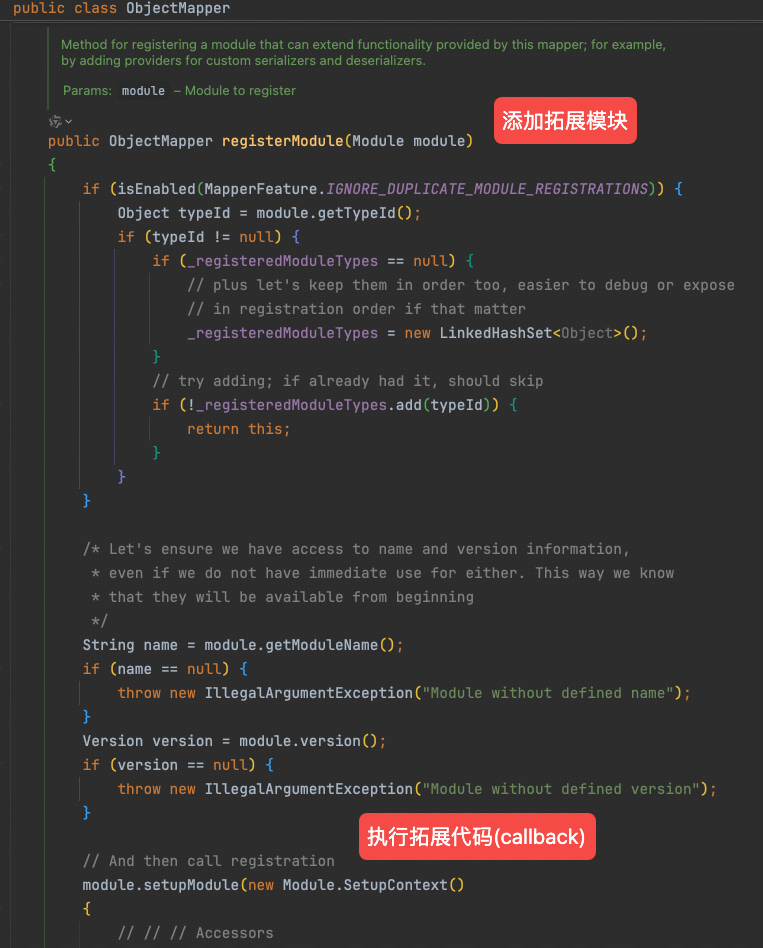 public class ObjectMapper
Method for registering a module that can extend functionality provided by this mapper; for example,
by adding providers for custom serializers and deserializers.
Params: module – Module to register
添加拓展模块
public ObjectMapper registerModule(Module module)
{
if (isEnabled(MapperFeature.IGNORE_DUPLICATE_MODULE_REGISTRATIONS)) {
Object typeId = module.getTypeId();
if (typeId != null) {
if (_registeredModuleTypes == null) {
// plus let's keep them in order too, easier to debug or expose
// in registration order if that matter
_registeredModuleTypes = new LinkedHashSet<Object>();
}
// try adding; if already had it, should skip
if (!_registeredModuleTypes.add(typeId)) {
return this;
}
}
}
/* Let's ensure we have access to name and version information,
* even if we do not have immediate use for either. This way we know
* that they will be available from beginning
*/
String name = module.getModuleName();
if (name == null) {
throw new IllegalArgumentException("Module without defined name");
}
Version version = module.version();
if (version == null) {
throw new IllegalArgumentException("Module without defined version");
}
执行拓展代码(callback)
// And then call registration
module.setupModule(new Module.SetupContext()
{
// // // Accessors